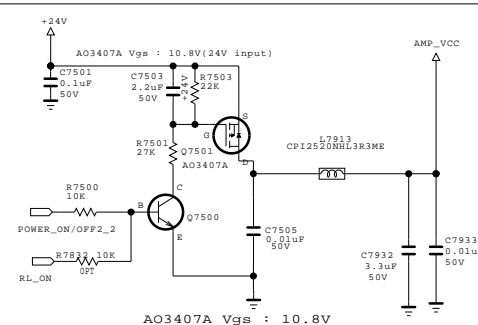 +24V
AO3407A Vgs : 10.8V(24V input)
AMP_VCC
C7501
0.1uF
50V
C7503
2.2uF
50V
+24V
R7503
22K
S
G
D
R7501
27K
Q7501
AO3407A
L7913
CPI2520NHL3R3ME
R7500
10K
B
C
E
Q7500
POWER_ON/OFF2_2
R7832 10K
OPT
RL_ON
C7505
0.01uF
50V
C7932
3.3uF
50V
C7933
0.01u
50V
AO3407A Vgs : 10.8V